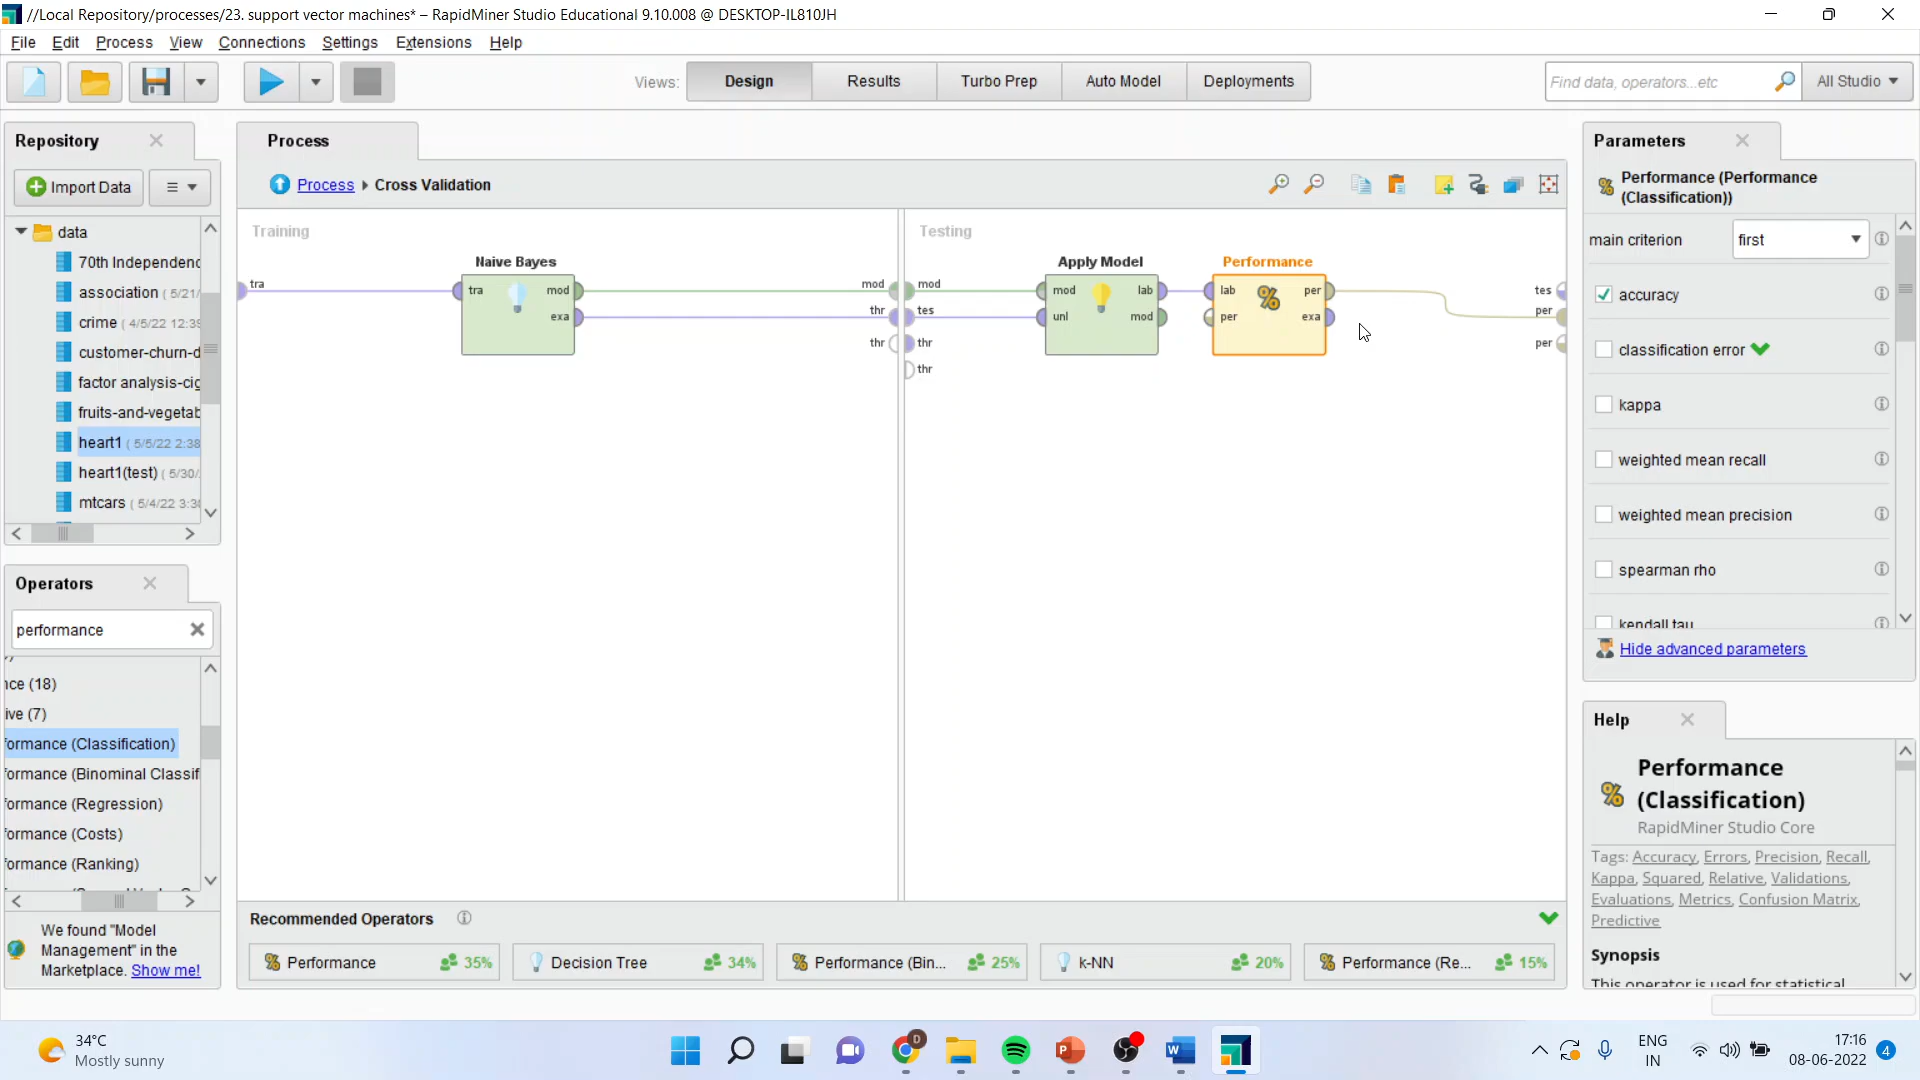 //Local Repository/processes/23. support vector machines* – RapidMiner Studio Educational 9.10.008 @ DESKTOP-IL810JH
File Edit Process View Connections Settings Extensions Help
Views: Design Results Turbo Prep Auto Model Deployments
Find data, operators...etc
All Studio
Repository
Import Data
data
70th Independenc
association ( 5/21/
crime ( 4/5/22 12:39
customer-churn-d
factor analysis-cig
fruits-and-vegetab
heart1 ( 5/5/22 2:38
heart1(test) ( 5/30/
mtcars ( 5/4/22 3:3
Operators
performance
nce (18)
ive (7)
formance (Classification)
formance (Binominal Classif
formance (Regression)
formance (Costs)
formance (Ranking)
We found "Model
Management" in the
Marketplace. Show me!
Process
Process Cross Validation
Training
tra
Naive Bayes
tra mod
exa
mod
thr
thr
Testing
mod
tes
thr
thr
Apply Model
mod lab
unl mod
Performance
lab per
per exa
tes
per
per
Recommended Operators
Performance 35%
Decision Tree 34%
Performance (Bin... 25%
k-NN 20%
Performance (Re... 15%
Parameters
Performance (Performance
(Classification))
main criterion first
accuracy
classification error
kappa
weighted mean recall
weighted mean precision
spearman rho
kendall tau
Hide advanced parameters
Help
Performance
(Classification)
RapidMiner Studio Core
Tags: Accuracy, Errors, Precision, Recall,
Kappa, Squared, Relative, Validations,
Evaluations, Metrics, Confusion Matrix,
Predictive
Synopsis
This operator is used for statistical
34°C
Mostly sunny
D
ENG
IN
17:16
08-06-2022
4